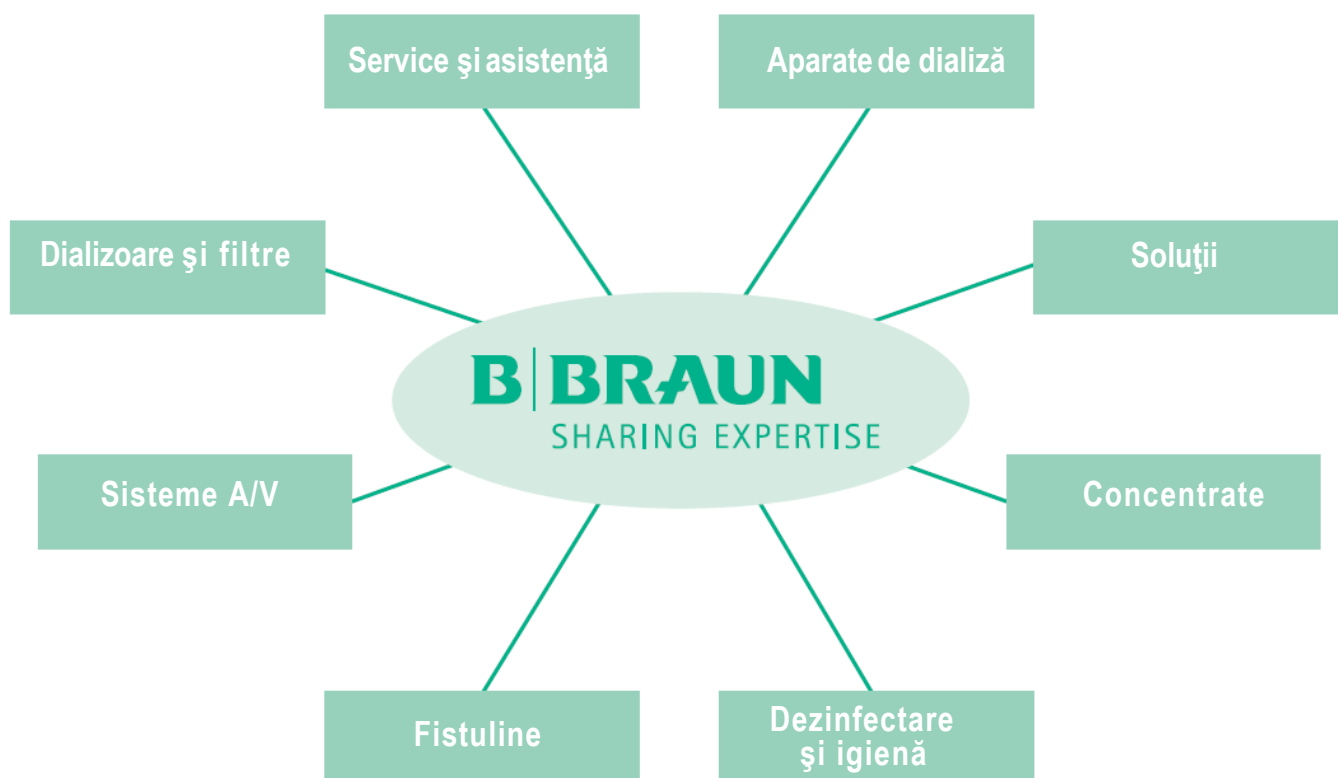 Service şi asistenţă
Aparate de dializă
Dializoare şi filtre
Soluţii
B|BRAUN
SHARING EXPERTISE
Sisteme A/V
Concentrate
Fistuline
Dezinfectare
şi igienă